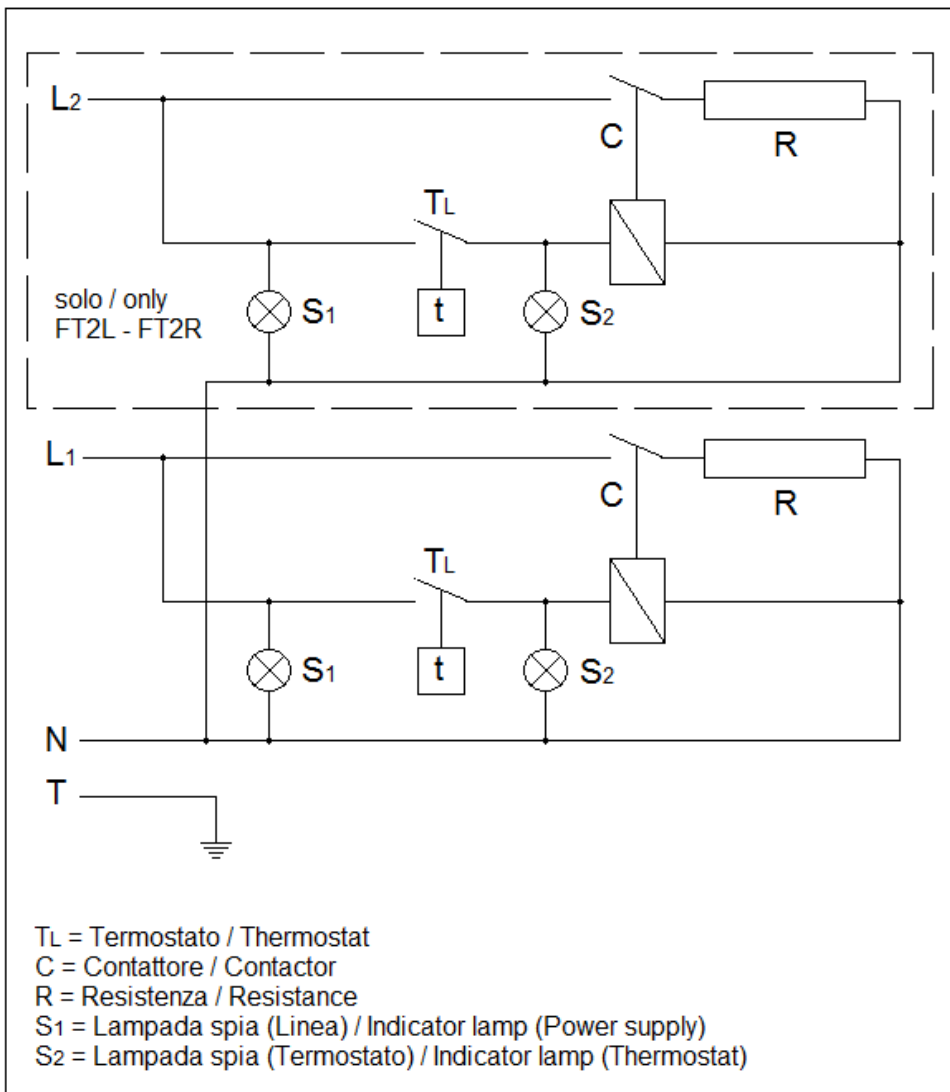 L2
C
R
TL
solo / only
FT2L - FT2R
S1
t
S2
L1
C
R
TL
S1
t
S2
N
T
TL = Termostato / Thermostat
C = Contattore / Contactor
R = Resistenza / Resistance
S1 = Lampada spia (Linea) / Indicator lamp (Power supply)
S2 = Lampada spia (Termostato) / Indicator lamp (Thermostat)